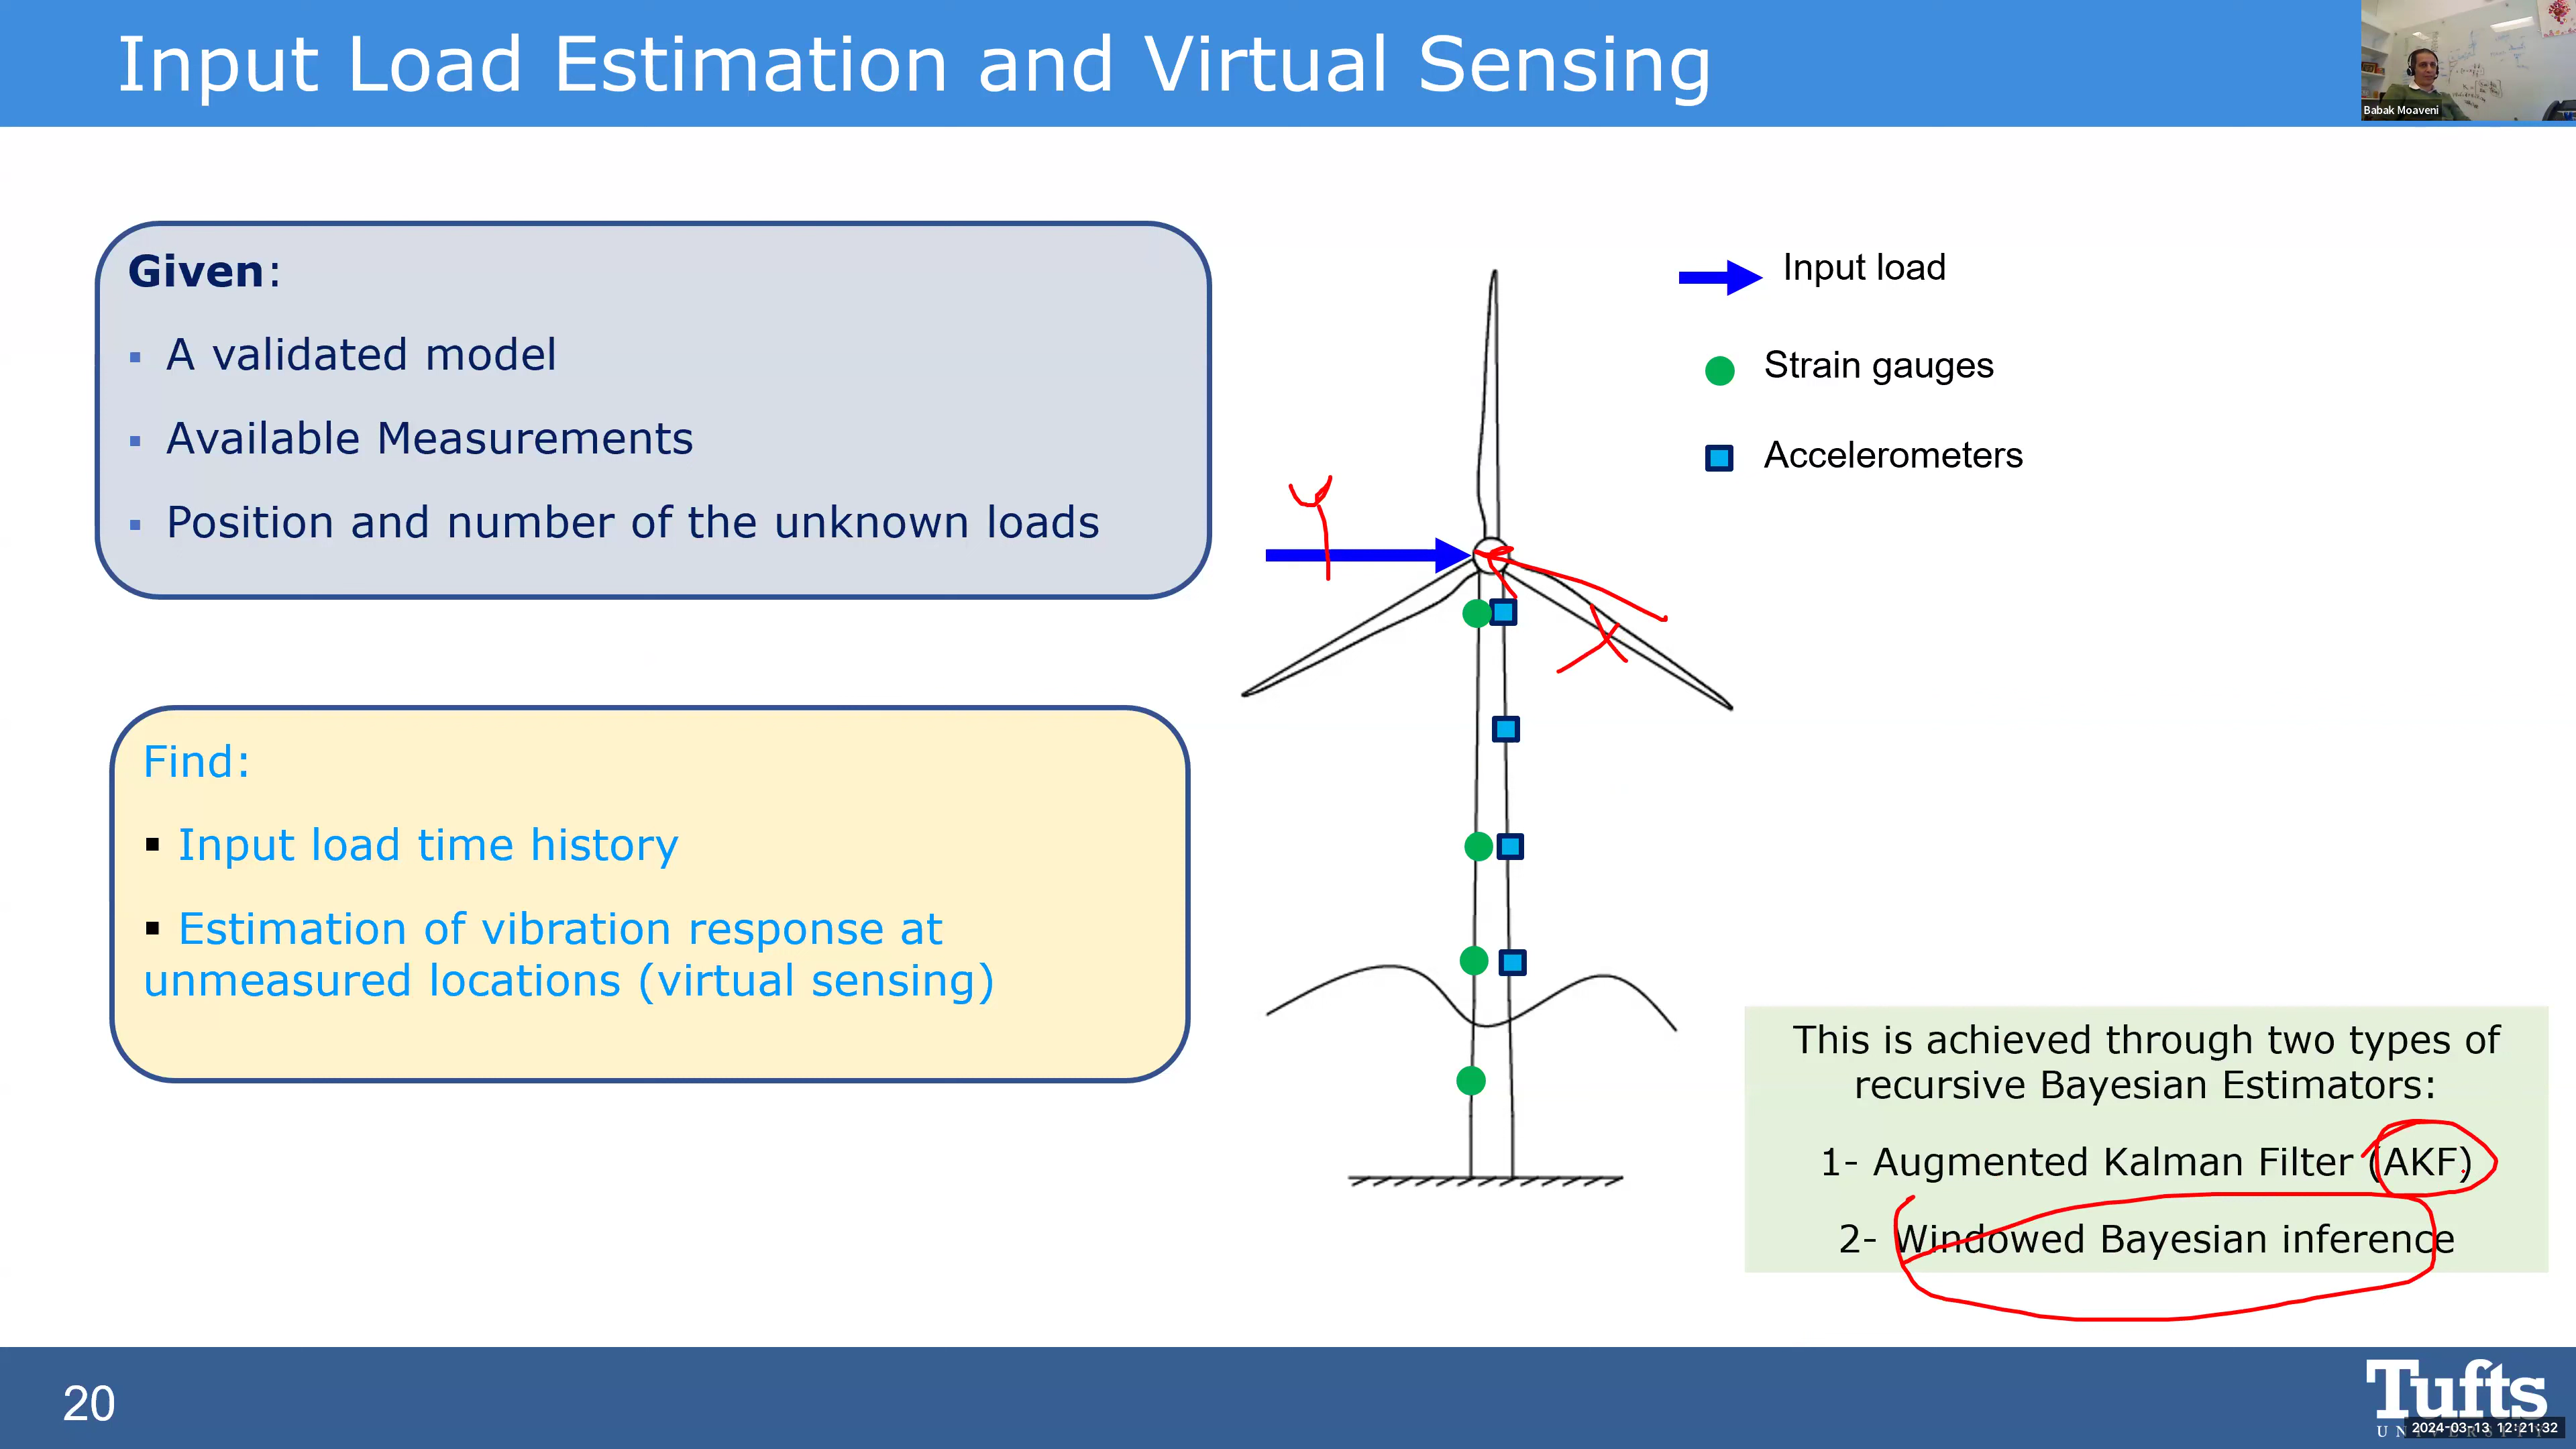 Input Load Estimation and Virtual Sensing
Babak Moaveni
Given:
▪ A validated model
▪ Available Measurements
▪ Position and number of the unknown loads
Find:
▪ Input load time history
▪ Estimation of vibration response at
unmeasured locations (virtual sensing)
Input load
Strain gauges
Accelerometers
y
x
This is achieved through two types of
recursive Bayesian Estimators:
1- Augmented Kalman Filter (AKF)
2- Windowed Bayesian inference
20
Tufts
2024-03-13 12:21:32